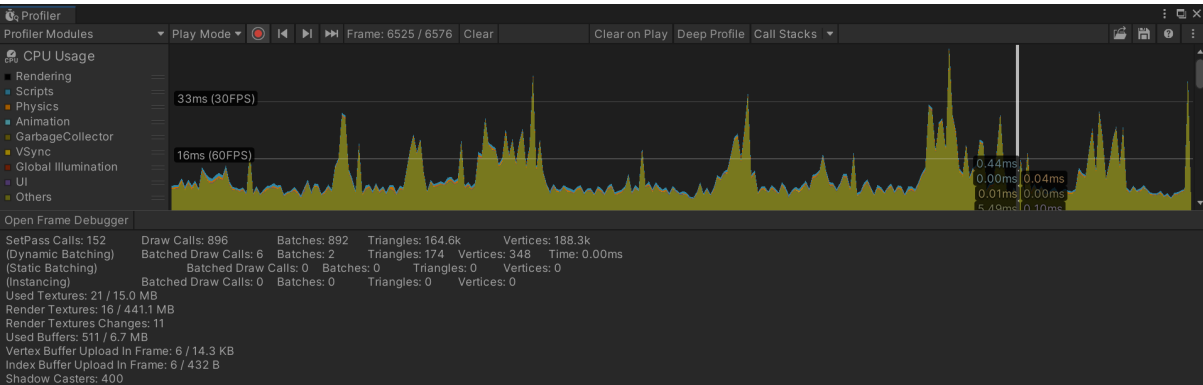 Profiler
Profiler Modules Play Mode Frame: 6525 / 6576 Clear Clear on Play Deep Profile Call Stacks
CPU Usage
Rendering
Scripts
Physics
Animation
GarbageCollector
VSync
Global Illumination
UI
Others
33ms (30FPS)
16ms (60FPS)
0.44ms
0.00ms 0.04ms
0.01ms 0.00ms
5.49ms 0.10ms
Open Frame Debugger
SetPass Calls: 152 Draw Calls: 896 Batches: 892 Triangles: 164.6k Vertices: 188.3k
(Dynamic Batching) Batched Draw Calls: 6 Batches: 2 Triangles: 174 Vertices: 348 Time: 0.00ms
(Static Batching) Batched Draw Calls: 0 Batches: 0 Triangles: 0 Vertices: 0
(Instancing) Batched Draw Calls: 0 Batches: 0 Triangles: 0 Vertices: 0
Used Textures: 21 / 15.0 MB
Render Textures: 16 / 441.1 MB
Render Textures Changes: 11
Used Buffers: 511 / 6.7 MB
Vertex Buffer Upload In Frame: 6 / 14.3 KB
Index Buffer Upload In Frame: 6 / 432 B
Shadow Casters: 400